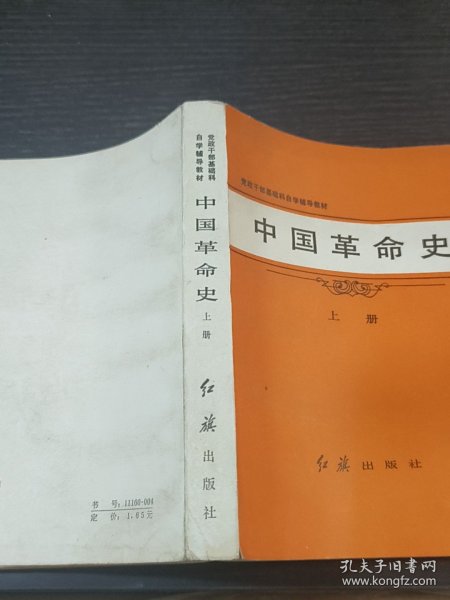 党政干部基础科自学辅导教材
中国革命史
上册
红旗出版社
党政干部基础科
自学辅导教材
中国革命史
上册
红旗出版社
书号：11160·004
定价：1.05元
孔夫子旧书网
www.kongfz.com